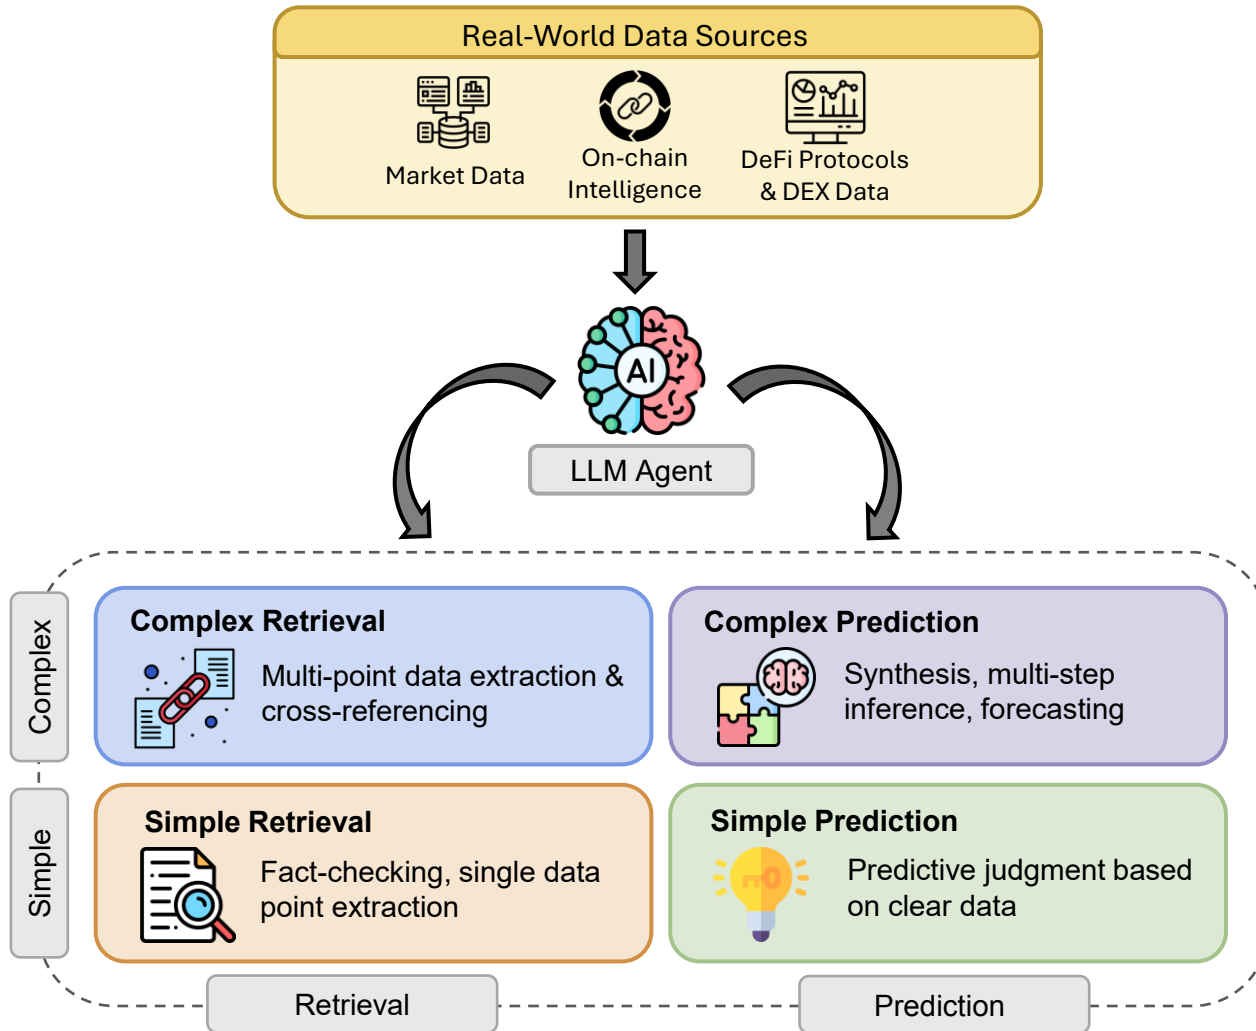 Real-World Data Sources
Market Data
On-chain
Intelligence
DeFi Protocols
& DEX Data
AI
LLM Agent
Complex
Complex Retrieval
Multi-point data extraction &
cross-referencing
Complex Prediction
Synthesis, multi-step
inference, forecasting
Simple
Simple Retrieval
Fact-checking, single data
point extraction
Simple Prediction
Predictive judgment based
on clear data
Retrieval
Prediction